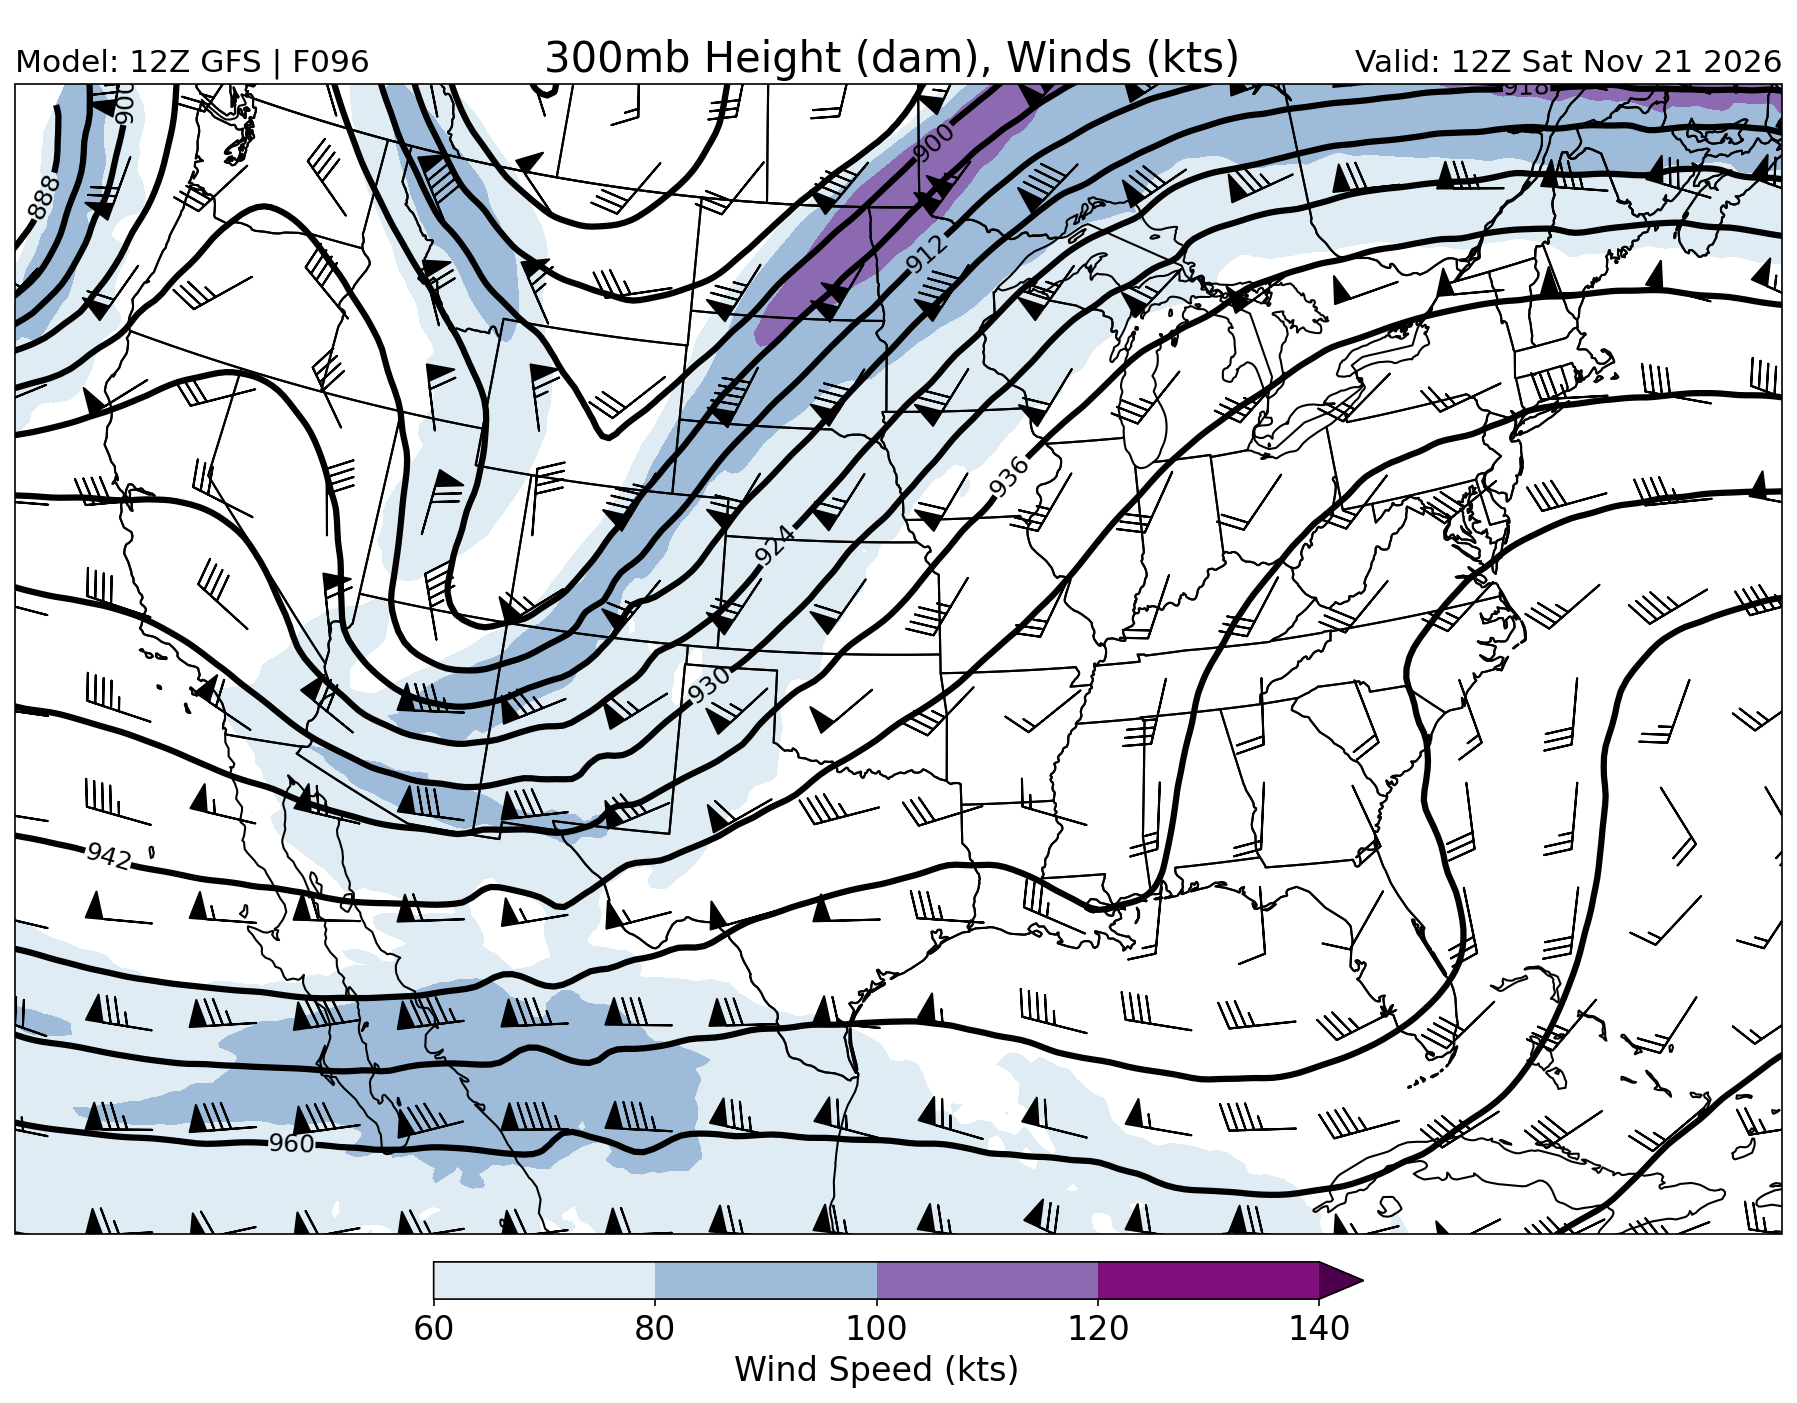 Model: 12Z GFS | F096
300mb Height (dam), Winds (kts)
Valid: 12Z Sat Nov 21 2026
900
918
888
900
912
936
924
930
942
960
60 80 100 120 140
Wind Speed (kts)